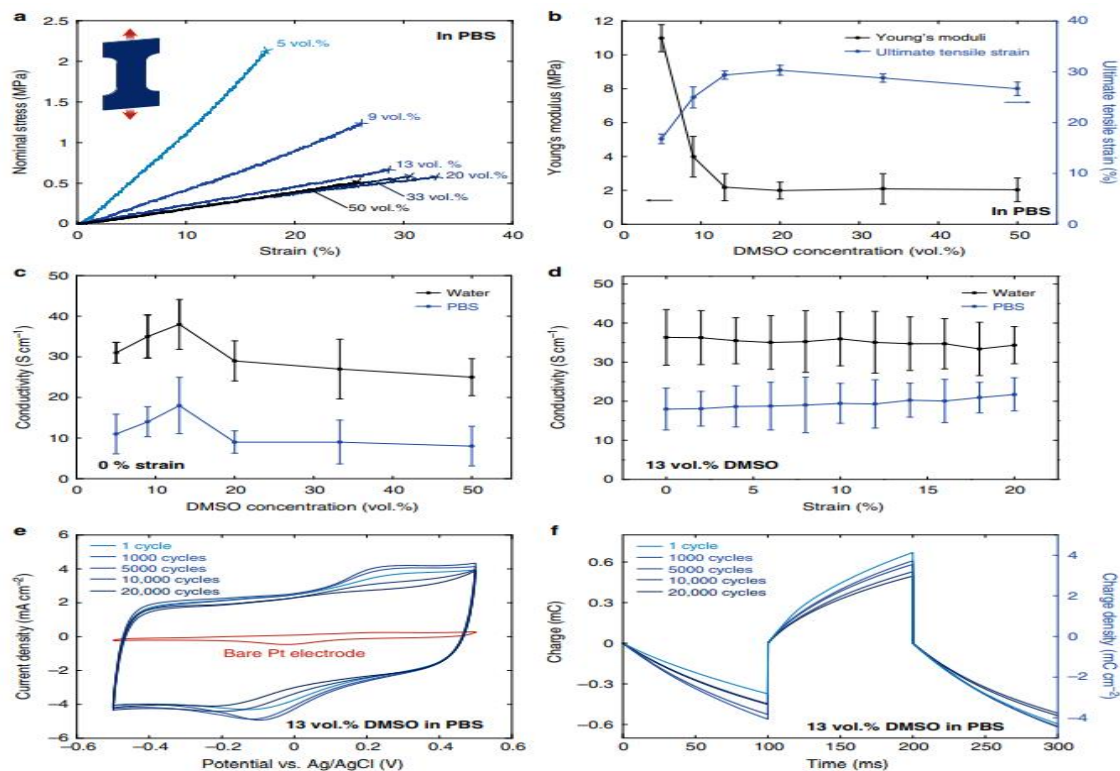 a
In PBS
5 vol.%
9 vol.%
13 vol. %
20 vol.%
33 vol.%
50 vol.%
Nominal stress (MPa)
2.5
2
1.5
1
0.5
0
0 10 20 30 40
Strain (%)
b
Young's moduli
Ultimate tensile strain
Young's modulus (MPa)
12
10
8
6
4
2
0
Ultimate tensile strain (%)
40
30
20
10
0
In PBS
0 10 20 30 40 50
DMSO concentration (vol.%)
c
Water
PBS
Conductivity (S cm⁻¹)
50
40
30
20
10
0
0 % strain
0 10 20 30 40 50
DMSO concentration (vol.%)
d
Water
PBS
Conductivity (S cm⁻¹)
50
40
30
20
10
0
13 vol.% DMSO
0 5 10 15 20
Strain (%)
e
1 cycle
1000 cycles
5000 cycles
10,000 cycles
20,000 cycles
Current density (mA cm⁻²)
6
4
2
0
−2
−4
−6
Bare Pt electrode
13 vol.% DMSO in PBS
−0.6 −0.4 −0.2 0 0.2 0.4 0.6
Potential vs. Ag/AgCl (V)
f
1 cycle
1000 cycles
5000 cycles
10,000 cycles
20,000 cycles
Charge (mC)
0.6
0.3
0
−0.3
−0.6
Charge density (mC cm⁻²)
4
2
0
−2
−4
13 vol.% DMSO in PBS
0 50 100 150 200 250 300
Time (ms)